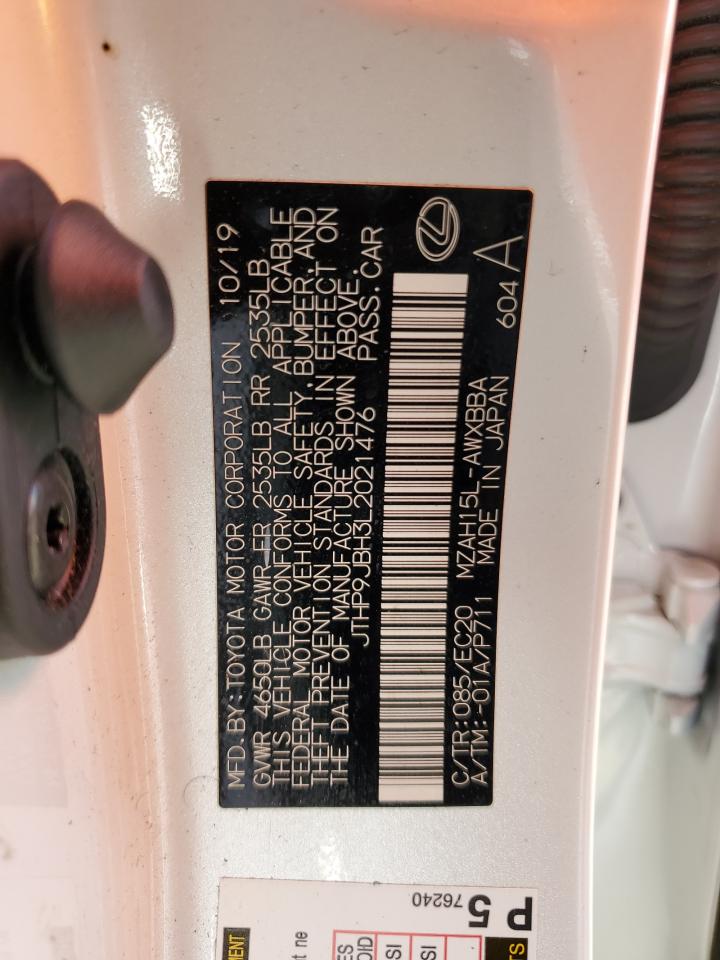 MFD.BY:TOYOTA MOTOR CORPORATION 10/19
GVWR 4650LB GAWR FR 2535LB RR 2535LB
THIS VEHICLE CONFORMS TO ALL APPLICABLE
FEDERAL MOTOR VEHICLE SAFETY, BUMPER, AND
THEFT PREVENTION STANDARDS IN EFFECT ON
THE DATE OF MANUFACTURE SHOWN ABOVE.
JTHP9JBH3L2021476 PASS.CAR
C/TR:085/EC20 MZAH15L-AWXBBA 604A
A/TM:-01A/P711 MADE IN JAPAN
P 5
76240